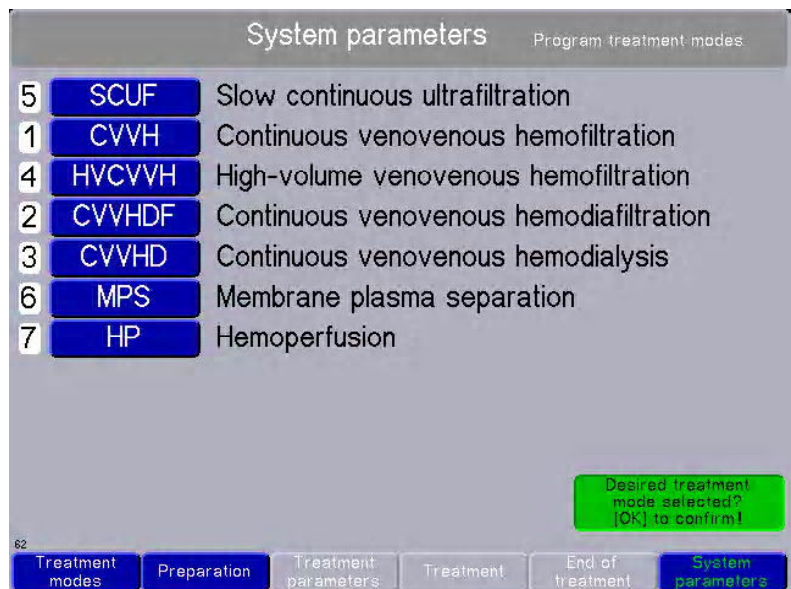 System parameters Program treatment modes
5 SCUF Slow continuous ultrafiltration
1 CVVH Continuous venovenous hemofiltration
4 HVCVVH High-volume venovenous hemofiltration
2 CVVHDF Continuous venovenous hemodiafiltration
3 CVVHD Continuous venovenous hemodialysis
6 MPS Membrane plasma separation
7 HP Hemoperfusion
Desired treatment
mode selected?
[OK] to confirm!
62
Treatment modes Preparation Treatment parameters Treatment End of treatment System parameters